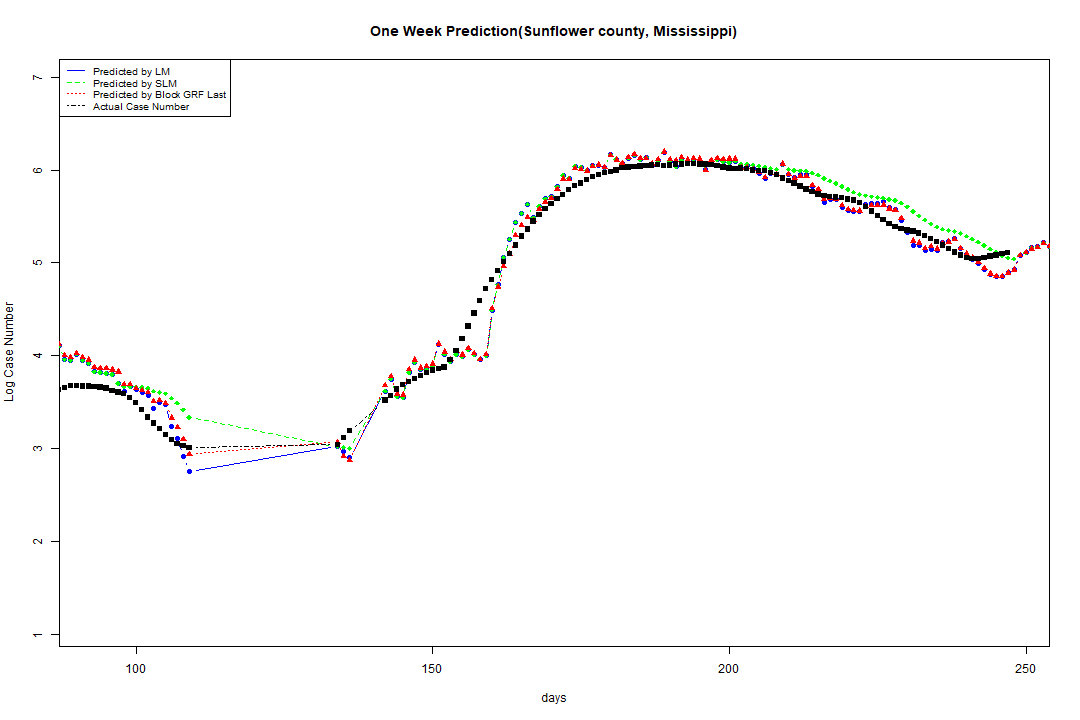 One Week Prediction(Sunflower county, Mississippi)
Predicted by LM
Predicted by SLM
Predicted by Block GRF Last
Actual Case Number
7
6
5
4
3
2
1
Log Case Number
100
150
200
250
days